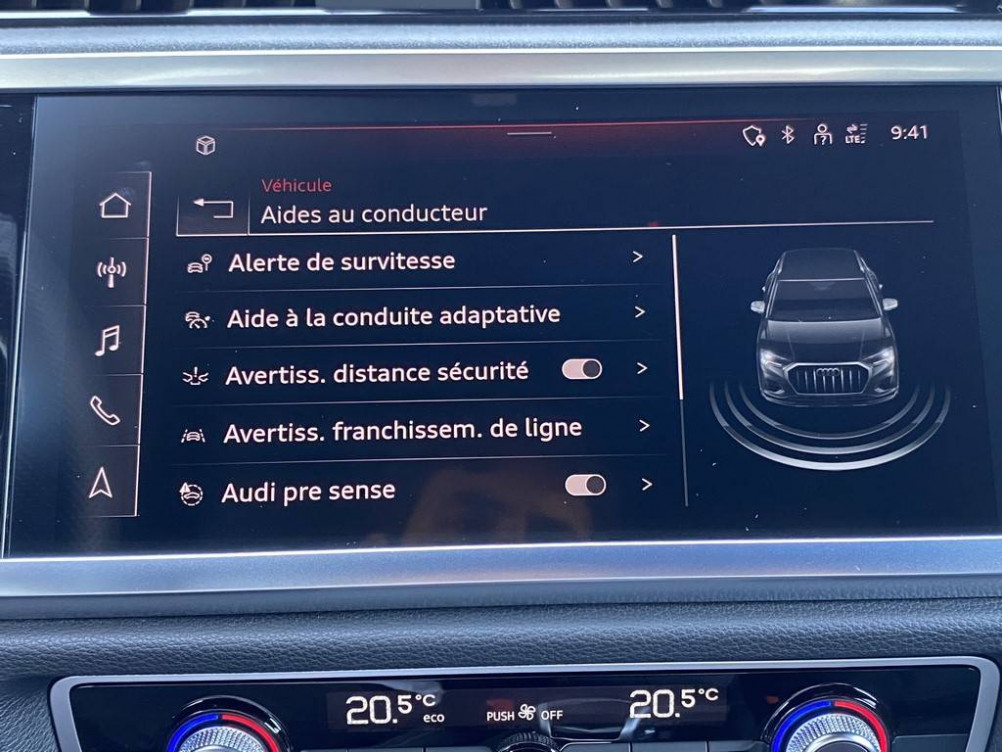 LTE
9:41
Véhicule
Aides au conducteur
Alerte de survitesse
Aide à la conduite adaptative
Avertiss. distance sécurité
Avertiss. franchissem. de ligne
Audi pre sense
20.5°C
eco
PUSH OFF
20.5°C